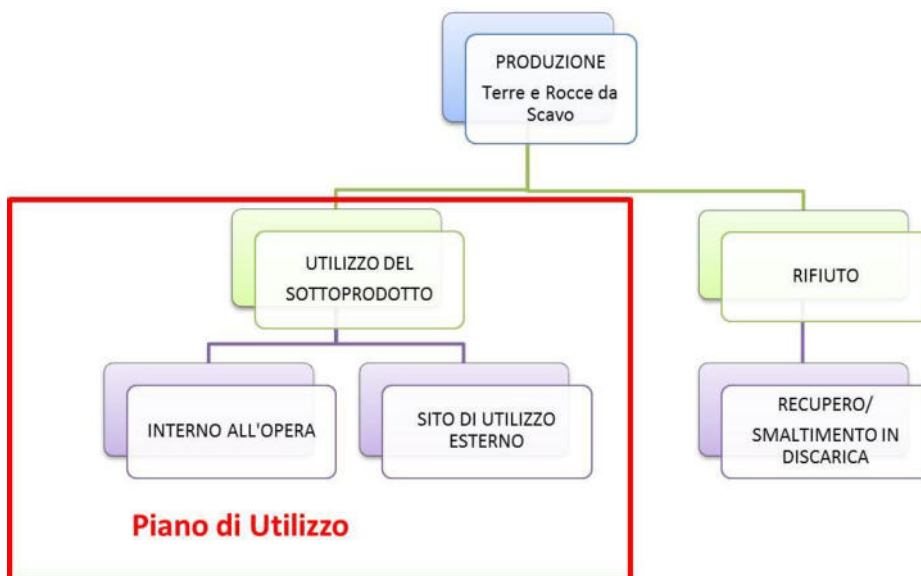 PRODUZIONE
Terre e Rocce da
Scavo
UTILIZZO DEL
SOTTOPRODOTTO
RIFIUTO
INTERNO ALL'OPERA
SITO DI UTILIZZO
ESTERNO
RECUPERO/
SMALTIMENTO IN
DISCARICA
Piano di Utilizzo